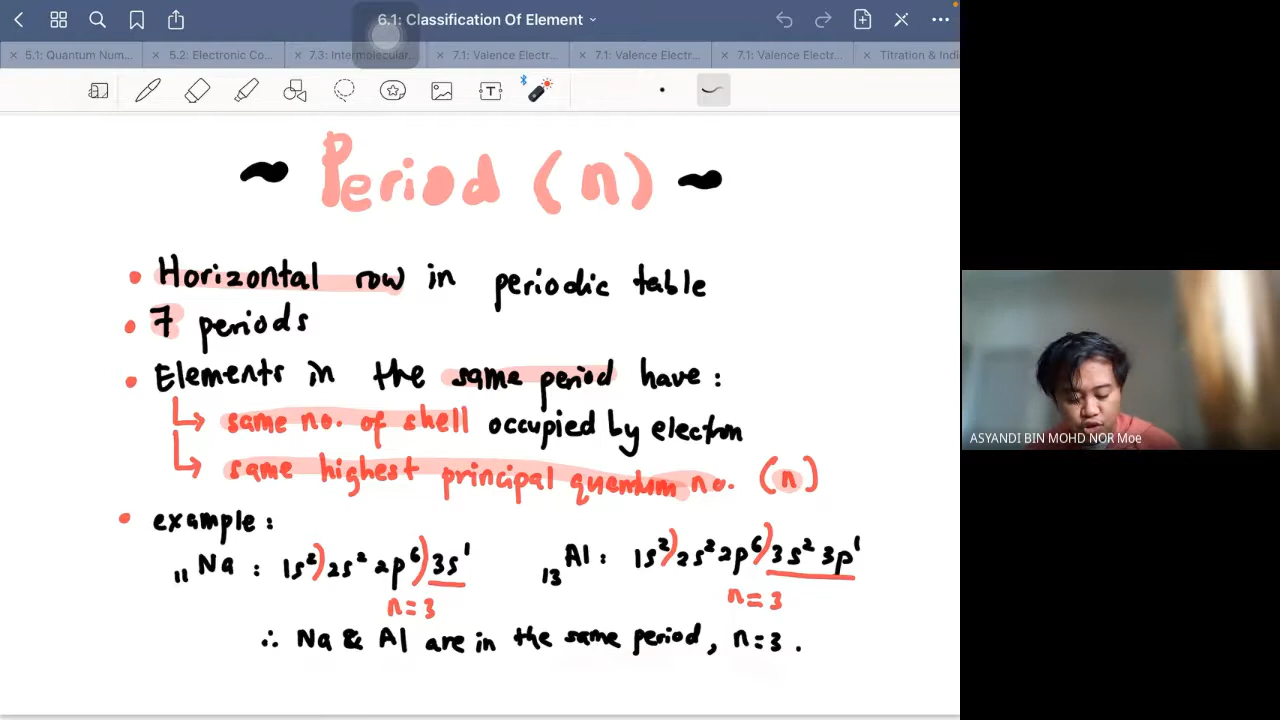 6.1: Classification Of Element
5.1: Quantum Num...
5.2: Electronic Co...
7.3: Intermolecular...
7.1: Valence Electr...
7.1: Valence Electr...
7.1: Valence Electr...
Titration & Indi
~ Period (n) ~
• Horizontal row in periodic table
• 7 periods
• Elements in the same period have:
↳ same no. of shell occupied by electron
↳ same highest principal quantum no. (n)
• example:
₁₁Na : 1s²) 2s² 2p⁶) 3s¹
n=3
₁₃Al : 1s²) 2s² 2p⁶) 3s² 3p¹
n=3
∴ Na & Al are in the same period, n=3.
ASYANDI BIN MOHD NOR Moe